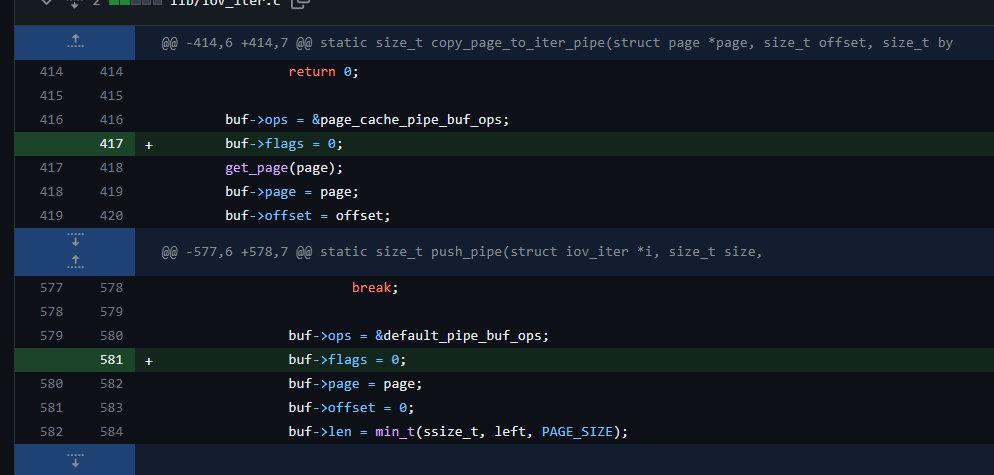 2 lib/iov_iter.c
@@ -414,6 +414,7 @@ static size_t copy_page_to_iter_pipe(struct page *page, size_t offset, size_t by
414 414 return 0;
415 415
416 416 buf->ops = &page_cache_pipe_buf_ops;
417 + buf->flags = 0;
417 418 get_page(page);
418 419 buf->page = page;
419 420 buf->offset = offset;
@@ -577,6 +578,7 @@ static size_t push_pipe(struct iov_iter *i, size_t size,
577 578 break;
578 579
579 580 buf->ops = &default_pipe_buf_ops;
581 + buf->flags = 0;
580 582 buf->page = page;
581 583 buf->offset = 0;
582 584 buf->len = min_t(ssize_t, left, PAGE_SIZE);